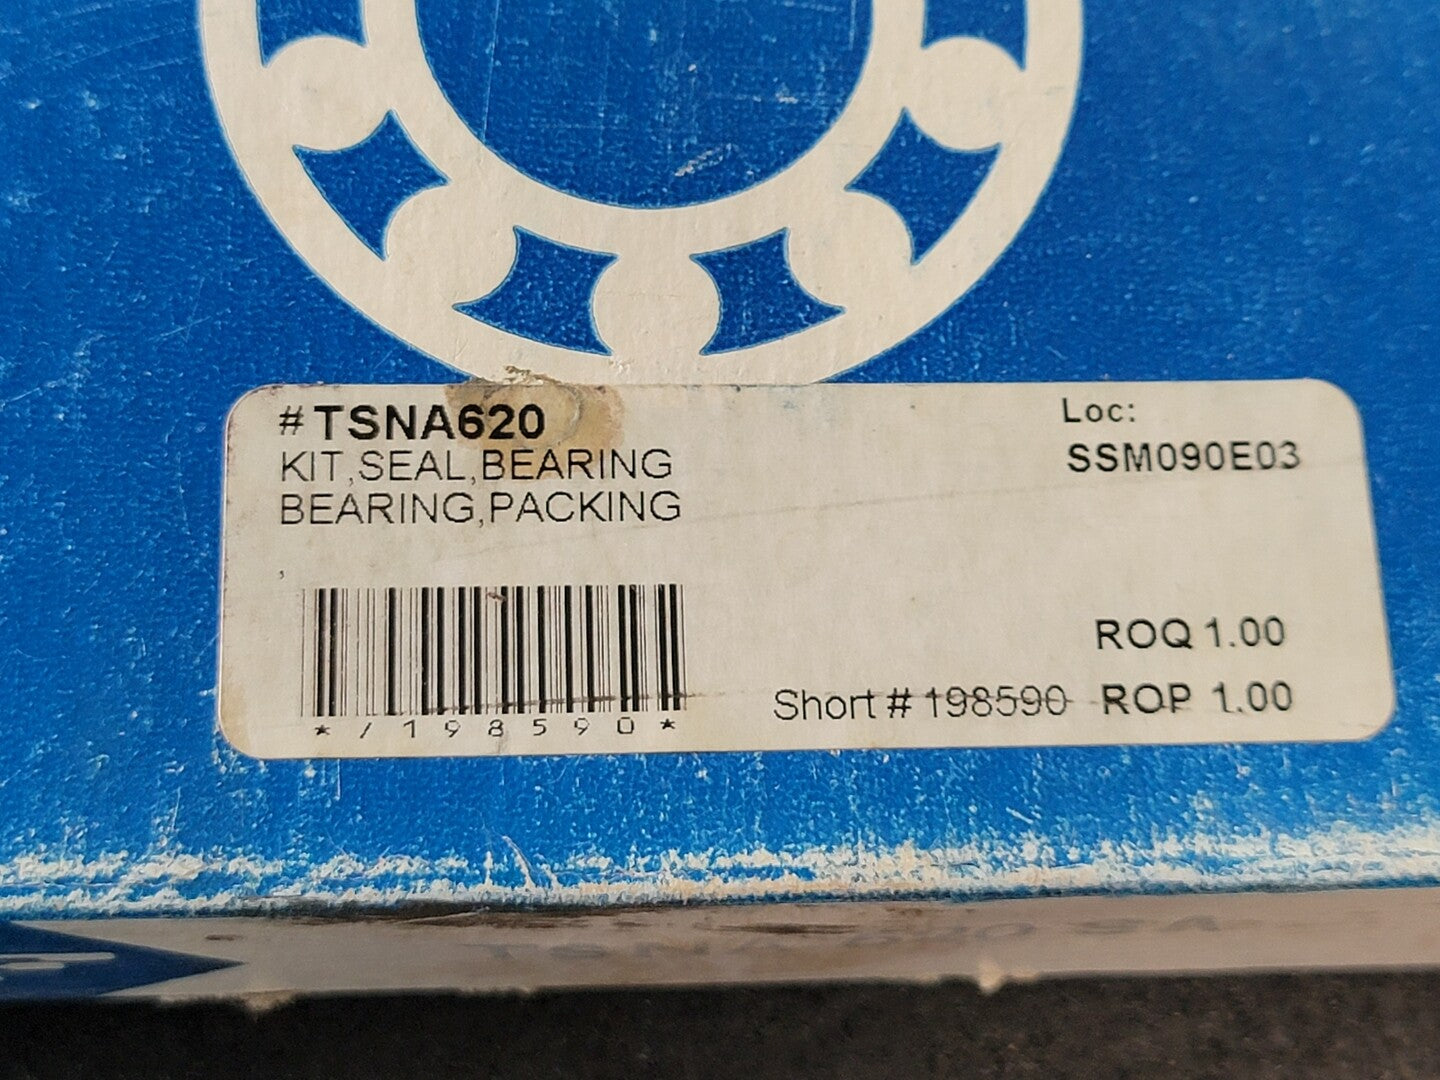 #TSNA620
KIT,SEAL,BEARING
BEARING,PACKING
,
*/198590*
Loc:
SSM090E03
ROQ 1.00
Short # 198590 ROP 1.00